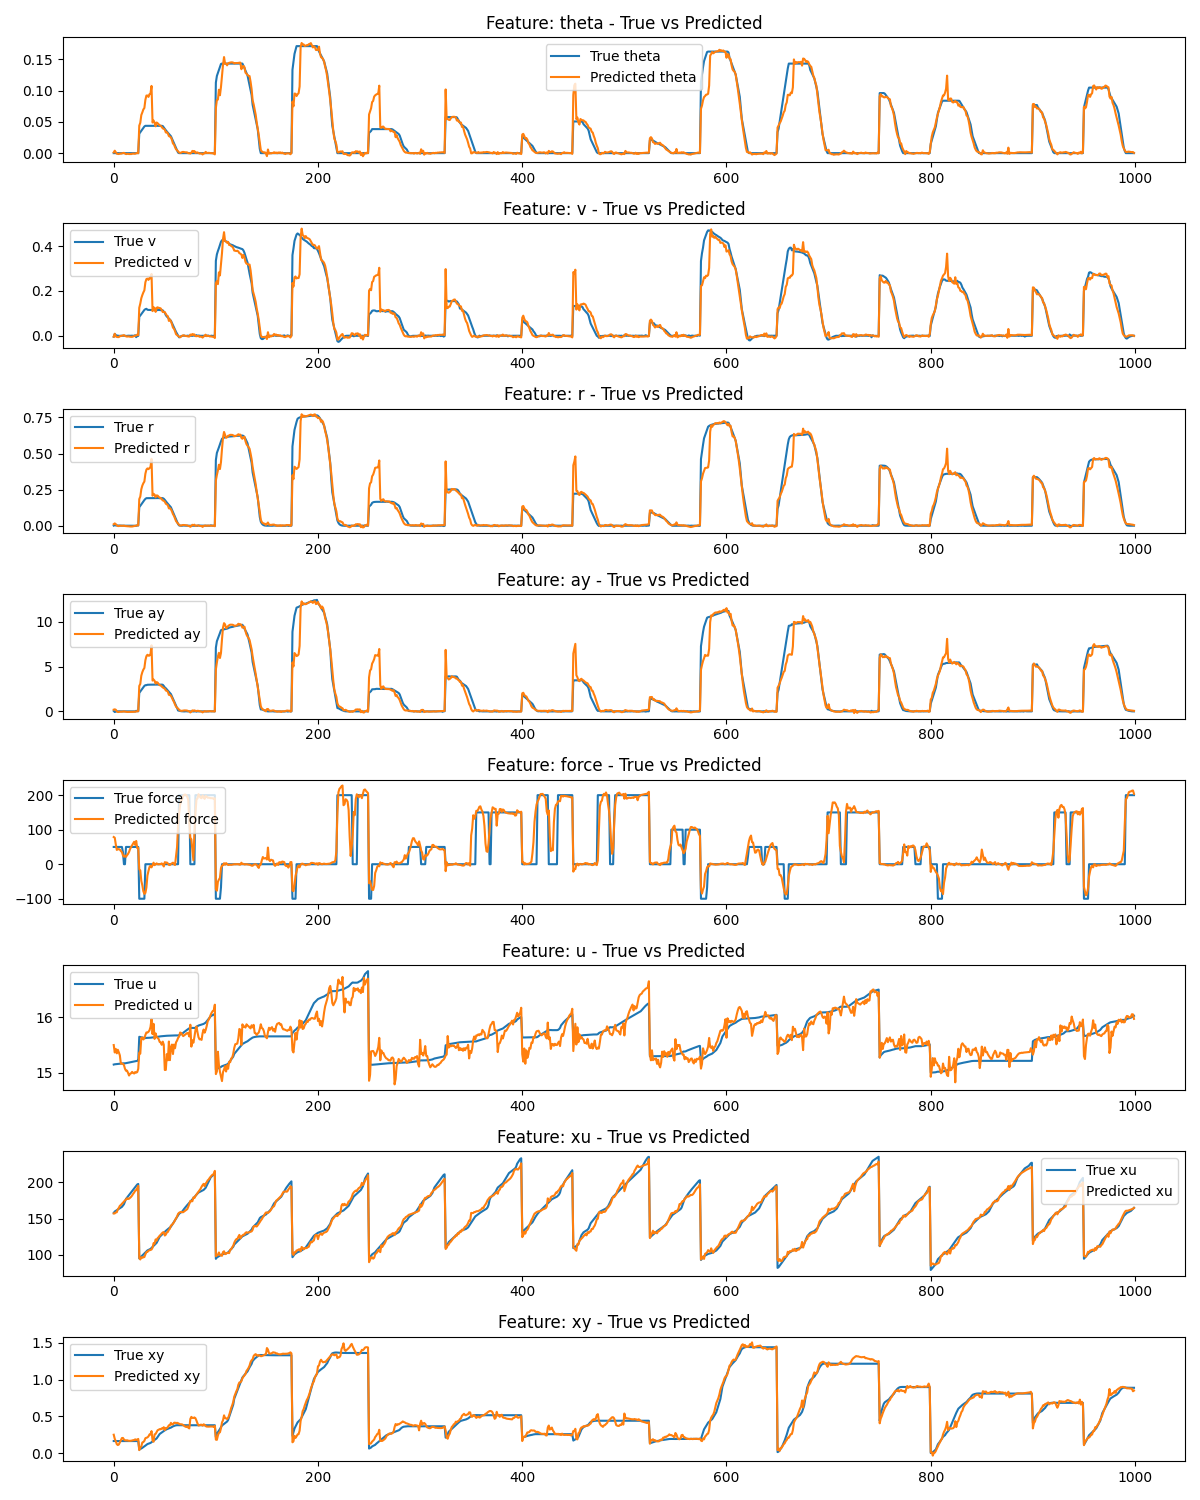 Feature: theta - True vs Predicted
0.15
0.10
0.05
0.00
True theta
Predicted theta
0 200 400 600 800 1000
Feature: v - True vs Predicted
0.4
0.2
0.0
True v
Predicted v
0 200 400 600 800 1000
Feature: r - True vs Predicted
0.75
0.50
0.25
0.00
True r
Predicted r
0 200 400 600 800 1000
Feature: ay - True vs Predicted
10
5
0
True ay
Predicted ay
0 200 400 600 800 1000
Feature: force - True vs Predicted
200
100
0
−100
True force
Predicted force
0 200 400 600 800 1000
Feature: u - True vs Predicted
16
15
True u
Predicted u
0 200 400 600 800 1000
Feature: xu - True vs Predicted
200
150
100
True xu
Predicted xu
0 200 400 600 800 1000
Feature: xy - True vs Predicted
1.5
1.0
0.5
0.0
True xy
Predicted xy
0 200 400 600 800 1000